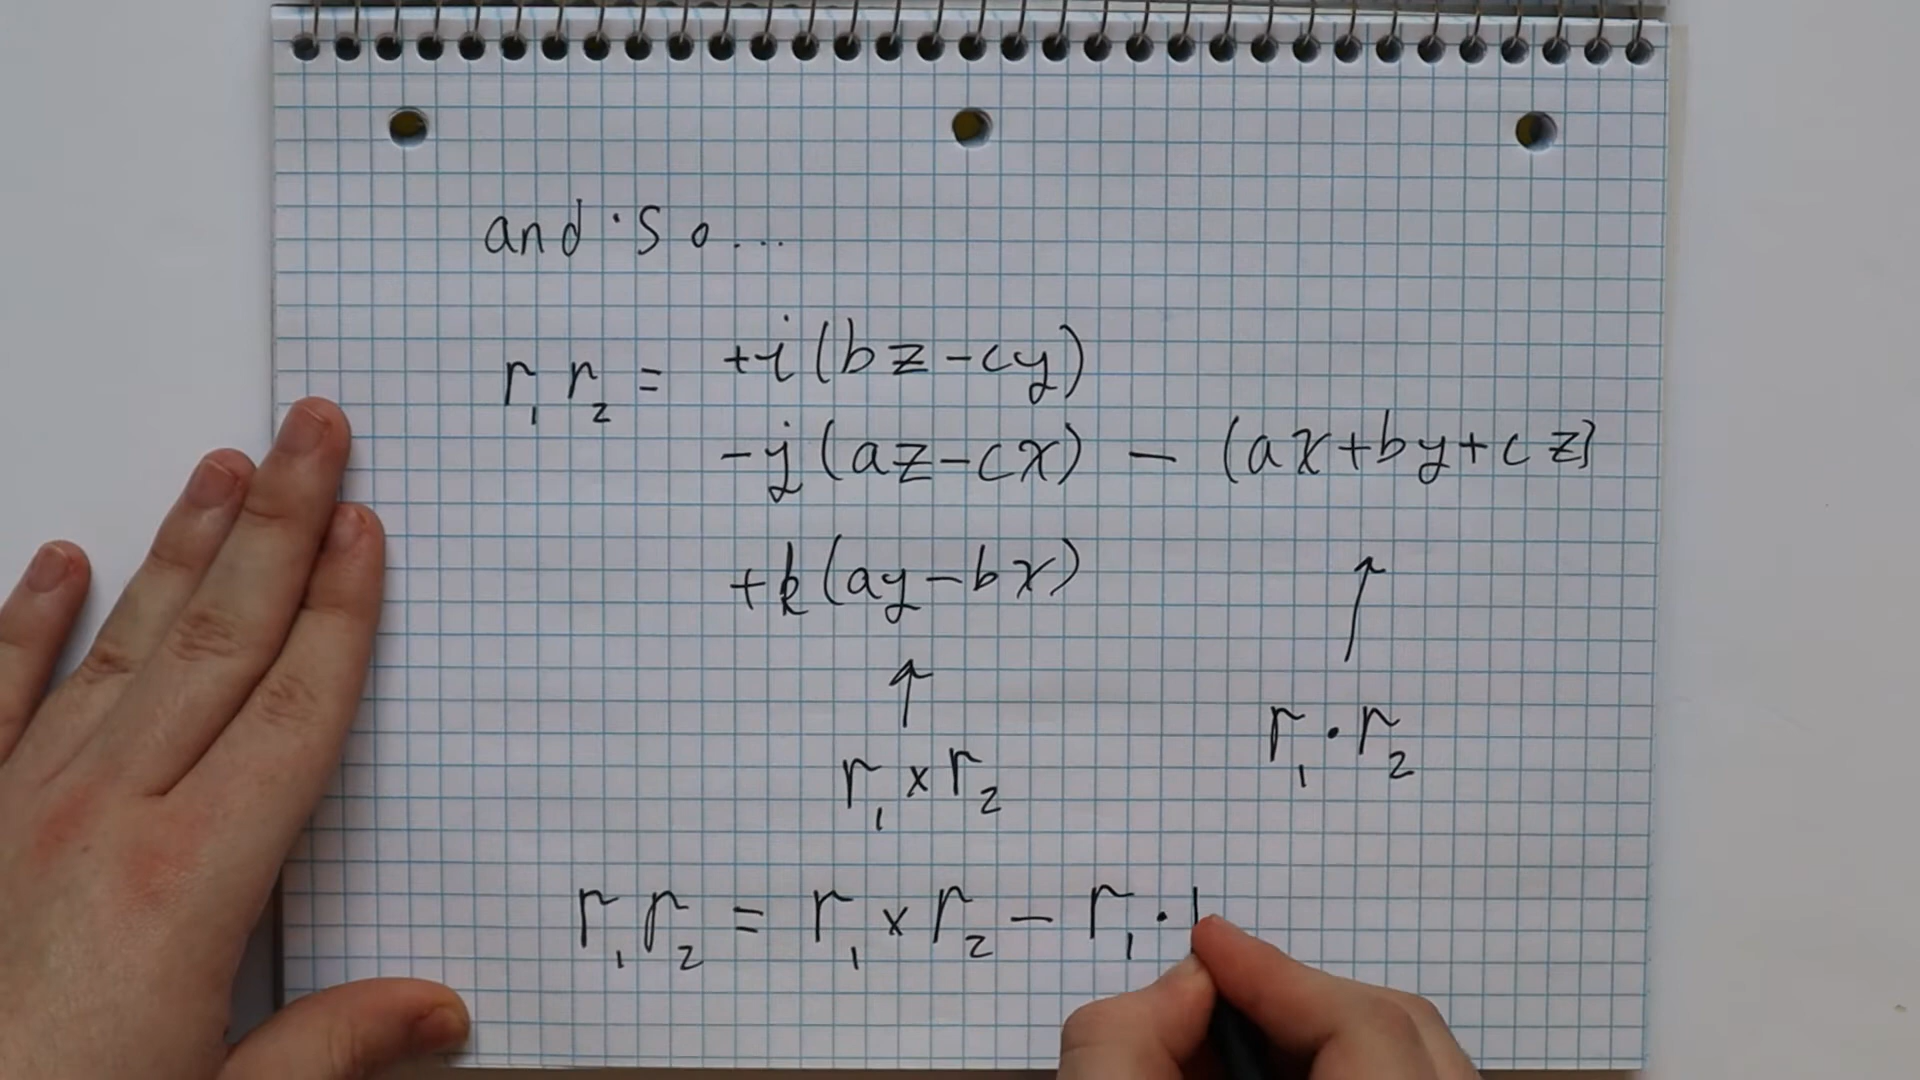 and so...
r₁ r₂ = +i(bz-cy)
-j(az-cx) - (ax+by+cz)
+k(ay-bx)
r₁ · r₂
r₁ x r₂
r₁ r₂ = r₁ x r₂ - r₁ ·